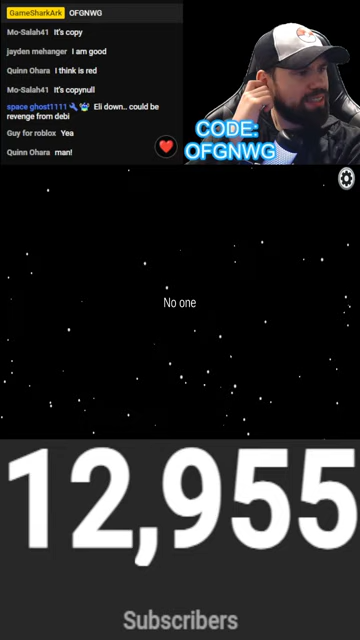 GameSharkArk OFGNWG
Mo-Salah41 It's copy
jayden mehanger I am good
Quinn Ohara I think is red
Mo-Salah41 It's copynull
space ghost1111 Eli down.. could be
revenge from debi
Guy for roblox Yea
Quinn Ohara man!
CODE:
OFGNWG
No one
12,955
Subscribers